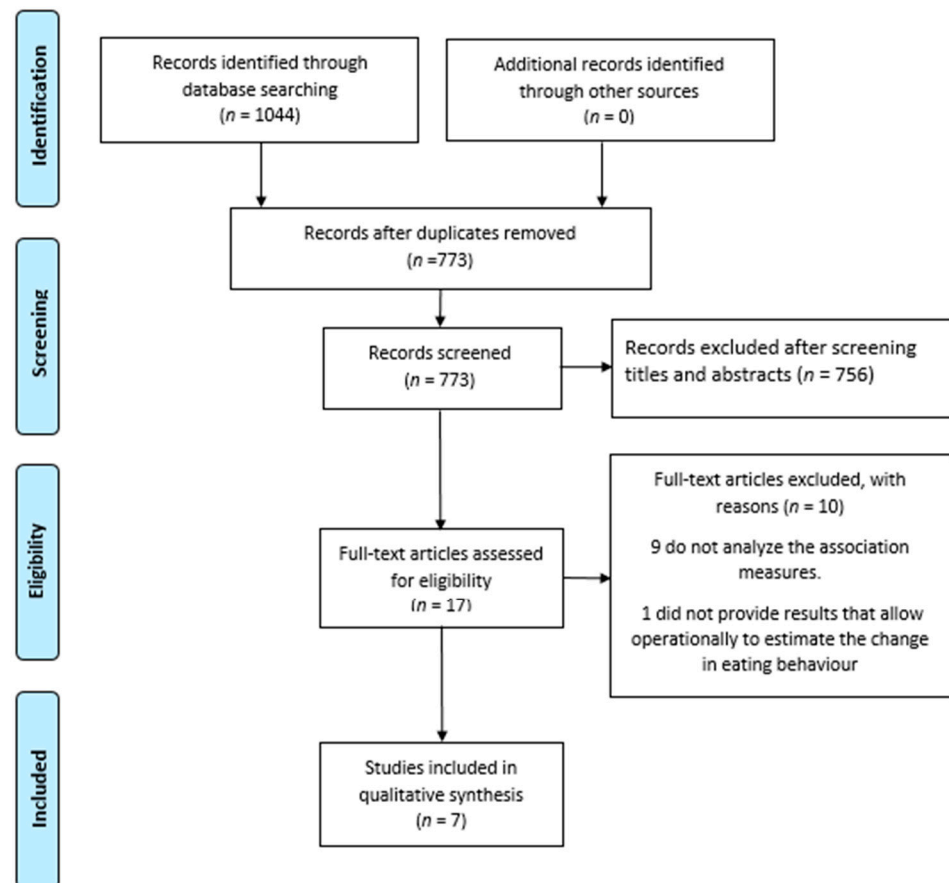 Identification
Records identified through
database searching
(n = 1044)
Additional records identified
through other sources
(n = 0)
Records after duplicates removed
(n =773)
Screening
Records screened
(n = 773)
Records excluded after screening
titles and abstracts (n = 756)
Eligibility
Full-text articles assessed
for eligibility
(n = 17)
Full-text articles excluded, with
reasons (n = 10)
9 do not analyze the association
measures.
1 did not provide results that allow
operationally to estimate the change
in eating behaviour
Included
Studies included in
qualitative synthesis
(n = 7)